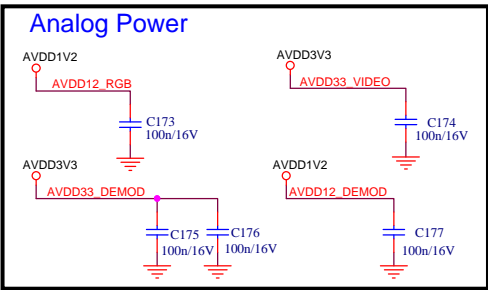 Analog Power
AVDD1V2
AVDD12_RGB
C173
100n/16V
AVDD3V3
AVDD33_VIDEO
C174
100n/16V
AVDD3V3
AVDD33_DEMOD
C175
100n/16V
C176
100n/16V
AVDD1V2
AVDD12_DEMOD
C177
100n/16V